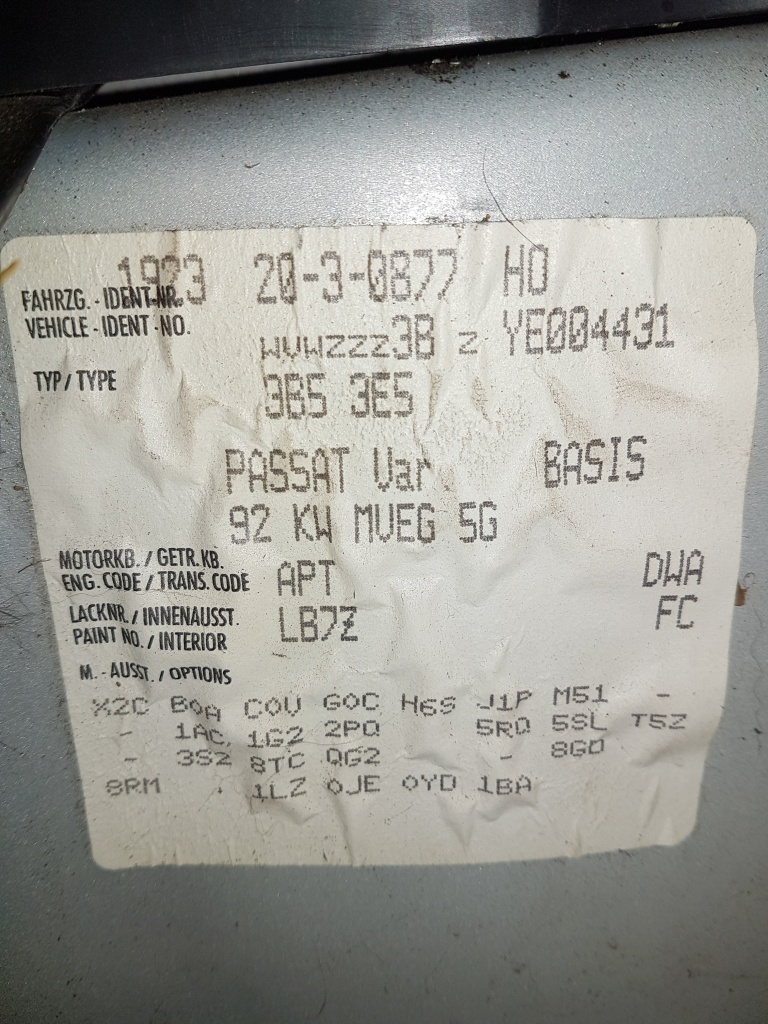 1923 20-3-0877 HO
FAHRZG. - IDENT-NR.
VEHICLE - IDENT -NO. WVWZZZ3B Z YE004431
TYP / TYPE 3B5 3E5
PASSAT Var BASIS
92 KW MVEG 5G
MOTORKB. / GETR.KB.
ENG. CODE / TRANS. CODE APT DWA
LACKNR. / INNENAUSST.
PAINT NO. / INTERIOR LB7Z FC
M. - AUSST. / OPTIONS
X2C B0A C0V G0C H6S J1P M51 -
- 1AC 1G2 2PQ 5RQ 5SL T5Z
- 3S2 8TC QG2 - 8GD
8RM . 1LZ 0JE 0YD 1BA